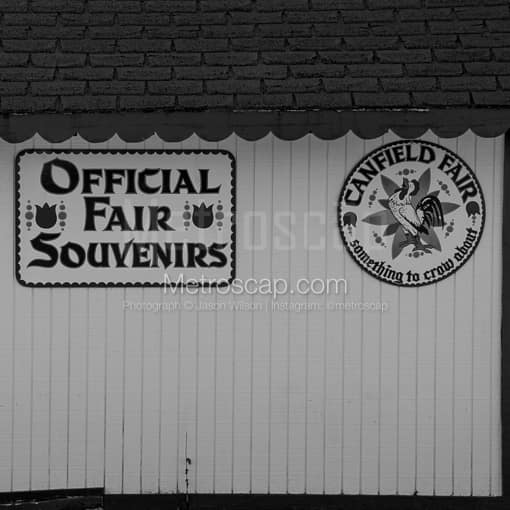 OFFICIAL
FAIR
SOUVENIRS
CANFIELD FAIR
something to crow about
Metroscap.com
Photograph © Jason Wilson | Instagram: @metroscap